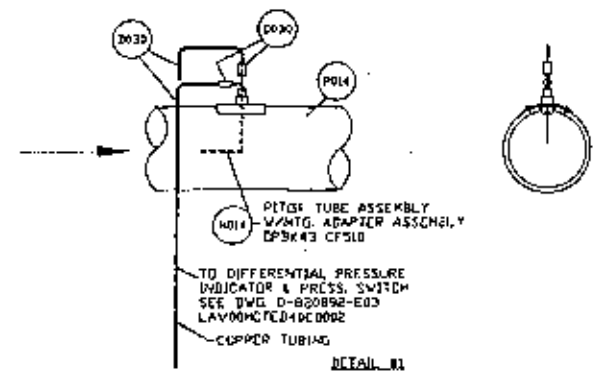 D030
D030
P014
PITOT TUBE ASSEMBLY
W/MTG. ADAPTER ASSEMBLY
TO DIFFERENTIAL PRESSURE
INDICATOR & PRESS. SWITCH
SEE DWG. D-820892-E03
COPPER TUBING
DETAIL #1